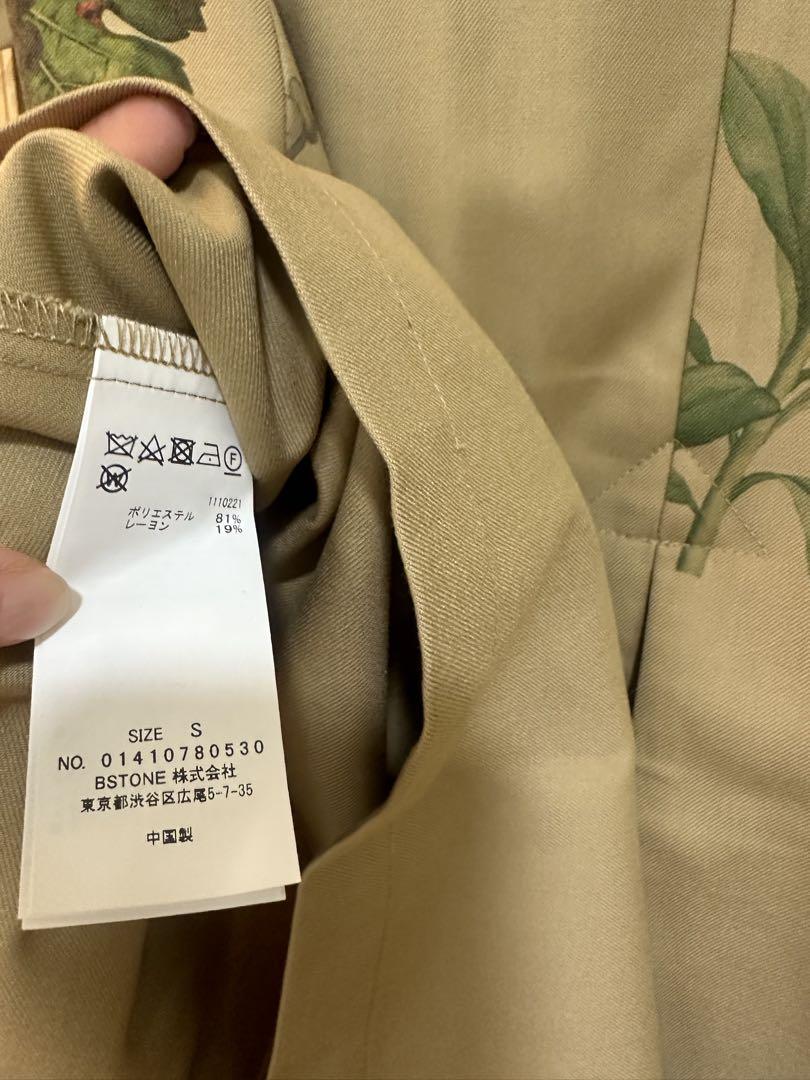 F
W
1110221
ポリエステル 81%
レーヨン 19%
SIZE S
NO. 01410780530
BSTONE 株式会社
東京都渋谷区広尾5-7-35
中国製